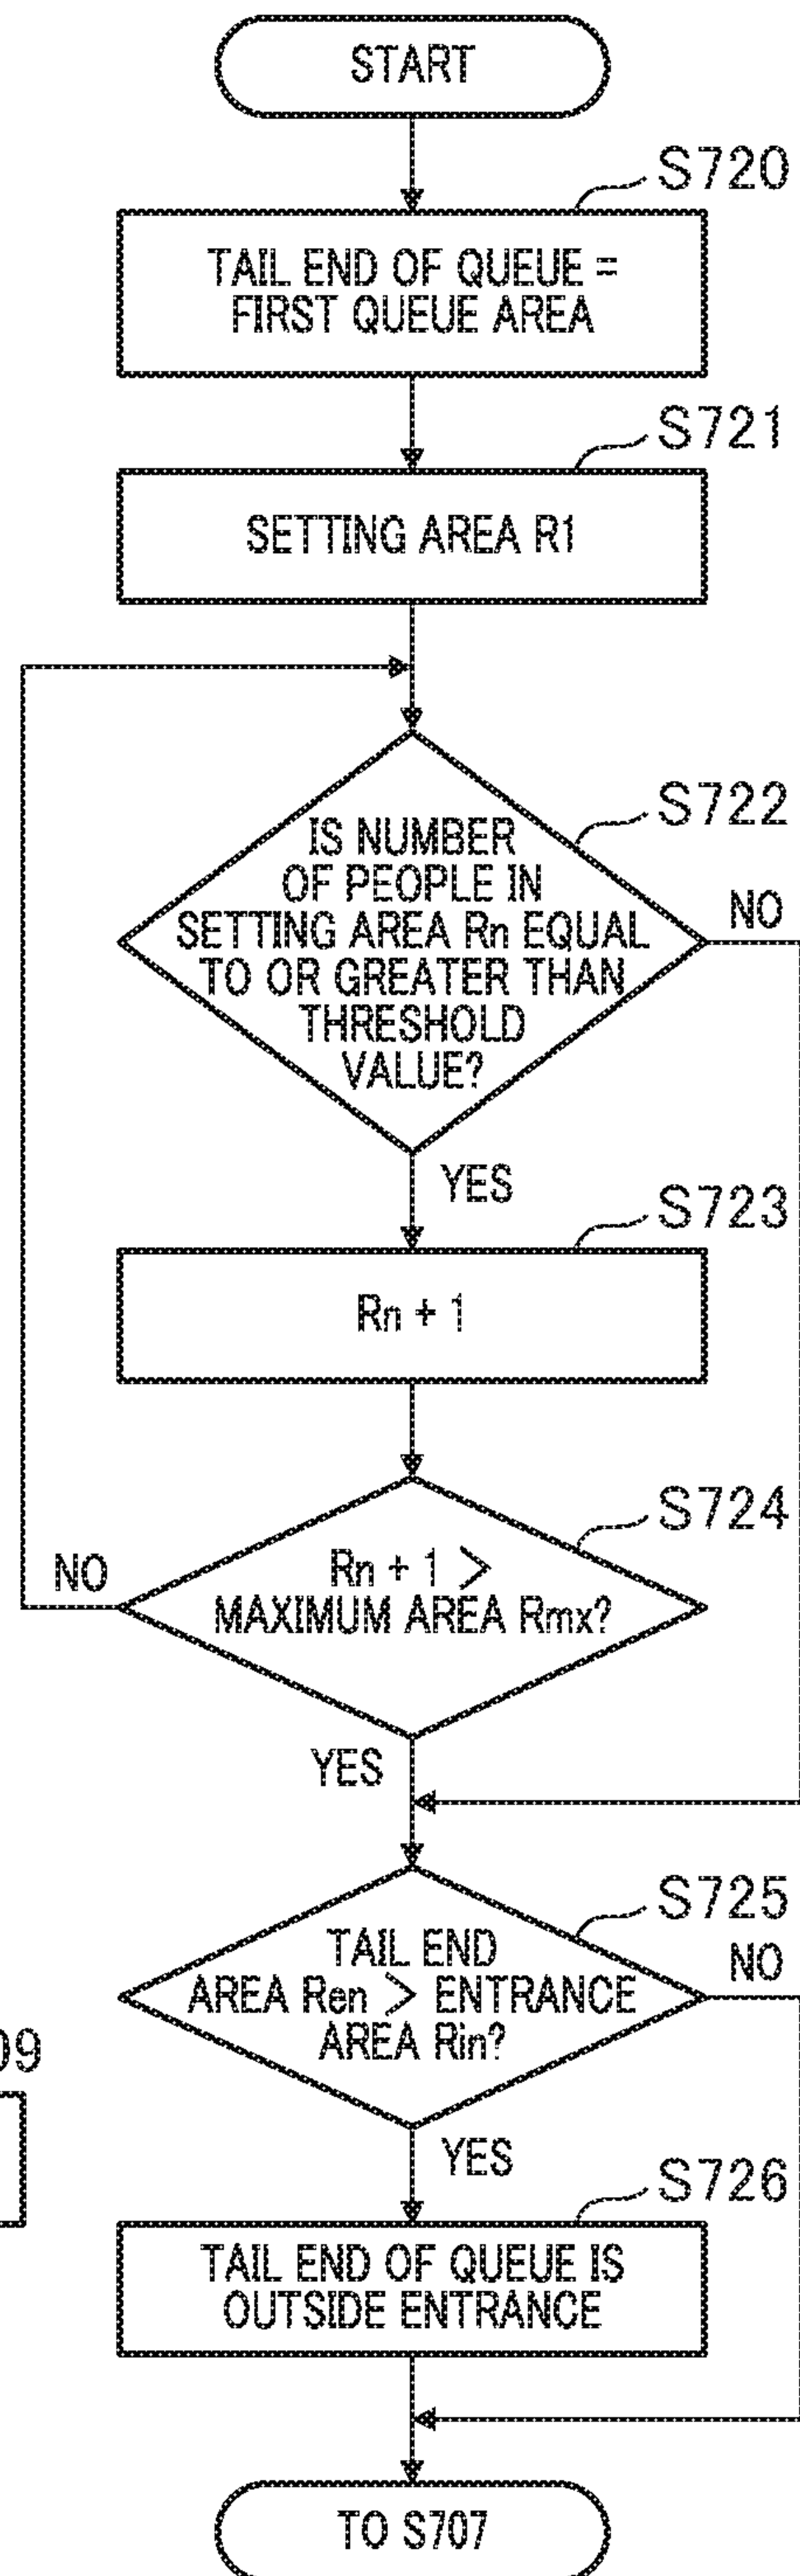 START
S720
TAIL END OF QUEUE =
FIRST QUEUE AREA
S721
SETTING AREA R1
S722
IS NUMBER
OF PEOPLE IN
SETTING AREA Rn EQUAL
TO OR GREATER THAN
THRESHOLD
VALUE?
NO
YES
S723
Rn + 1
S724
Rn + 1 >
MAXIMUM AREA Rmx?
NO
YES
S725
TAIL END
AREA Ren > ENTRANCE
AREA Rin?
NO
09
YES
S726
TAIL END OF QUEUE IS
OUTSIDE ENTRANCE
TO S707